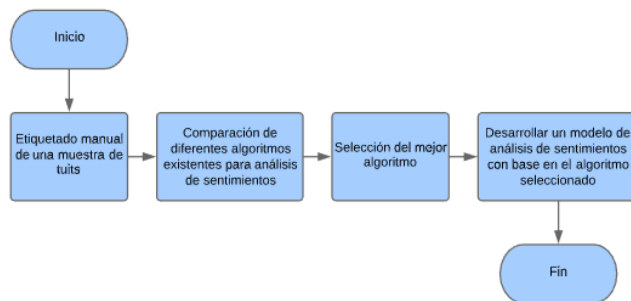 Inicio
Etiquetado manual
de una muestra de
tuits
Comparación de
diferentes algoritmos
existentes para análisis
de sentimientos
Selección del mejor
algoritmo
Desarrollar un modelo de
análisis de sentimientos
con base en el algoritmo
seleccionado
Fin